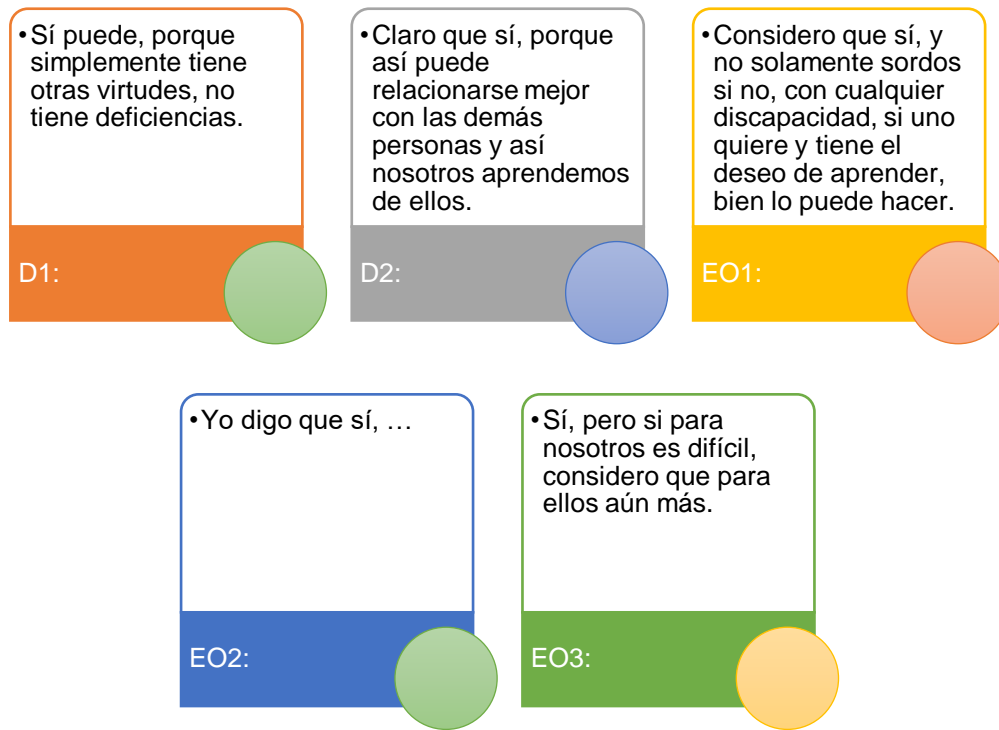 •Sí puede, porque
simplemente tiene
otras virtudes, no
tiene deficiencias.
D1:
•Claro que sí, porque
así puede
relacionarse mejor
con las demás
personas y así
nosotros aprendemos
de ellos.
D2:
•Considero que sí, y
no solamente sordos
si no, con cualquier
discapacidad, si uno
quiere y tiene el
deseo de aprender,
bien lo puede hacer.
EO1:
•Yo digo que sí, …
EO2:
•Sí, pero si para
nosotros es difícil,
considero que para
ellos aún más.
EO3: